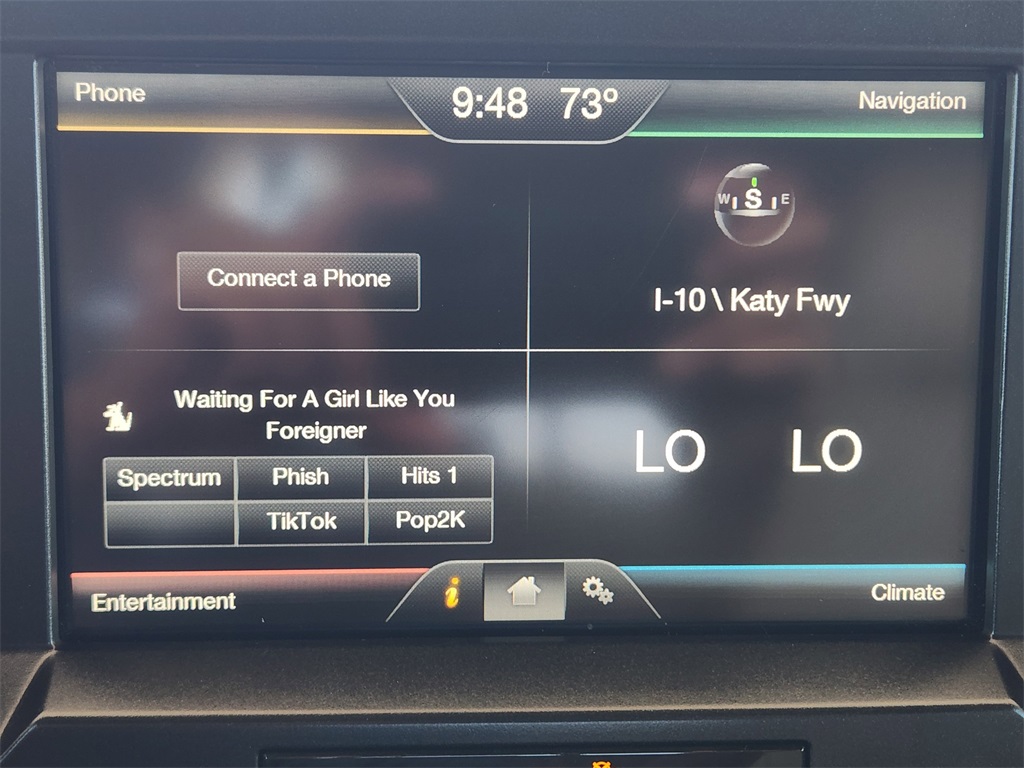 Phone
9:48 73°
Navigation
W S E
Connect a Phone
I-10 \ Katy Fwy
Waiting For A Girl Like You
Foreigner
LO LO
Spectrum Phish Hits 1
TikTok Pop2K
Entertainment
i
Climate